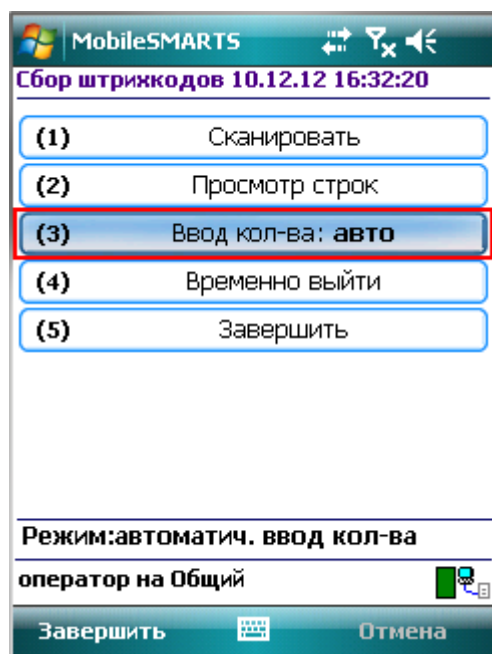 MobileSMARTS
Сбор штрихкодов 10.12.12 16:32:20
(1) Сканировать
(2) Просмотр строк
(3) Ввод кол-ва: авто
(4) Временно выйти
(5) Завершить
Режим:автоматич. ввод кол-ва
оператор на Общий
Завершить Отмена